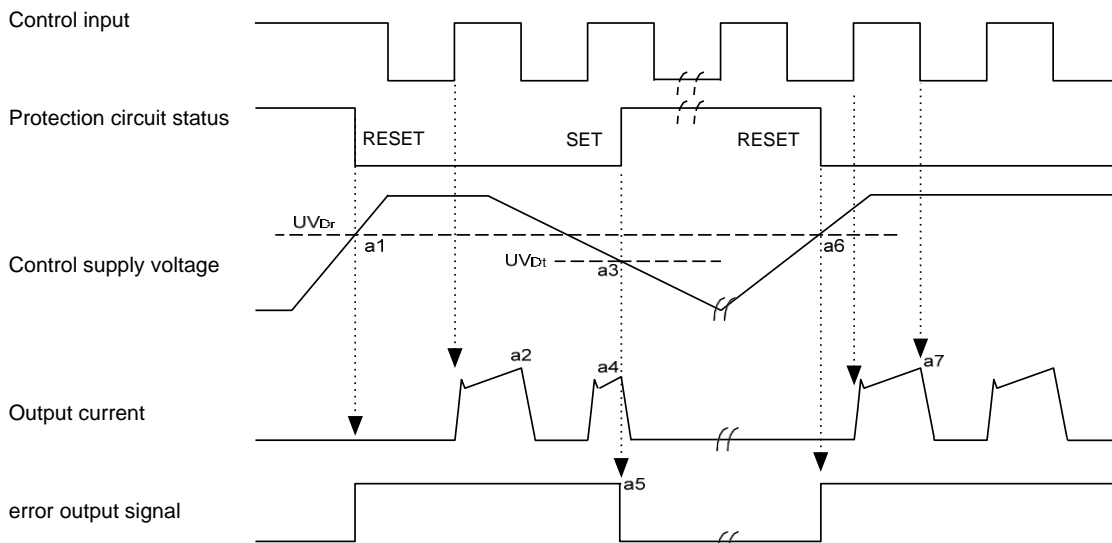 Control input
Protection circuit status
RESET
SET
RESET
UVDr
a1
a6
Control supply voltage
UVDt
a3
a2
a4
a7
Output current
a5
error output signal